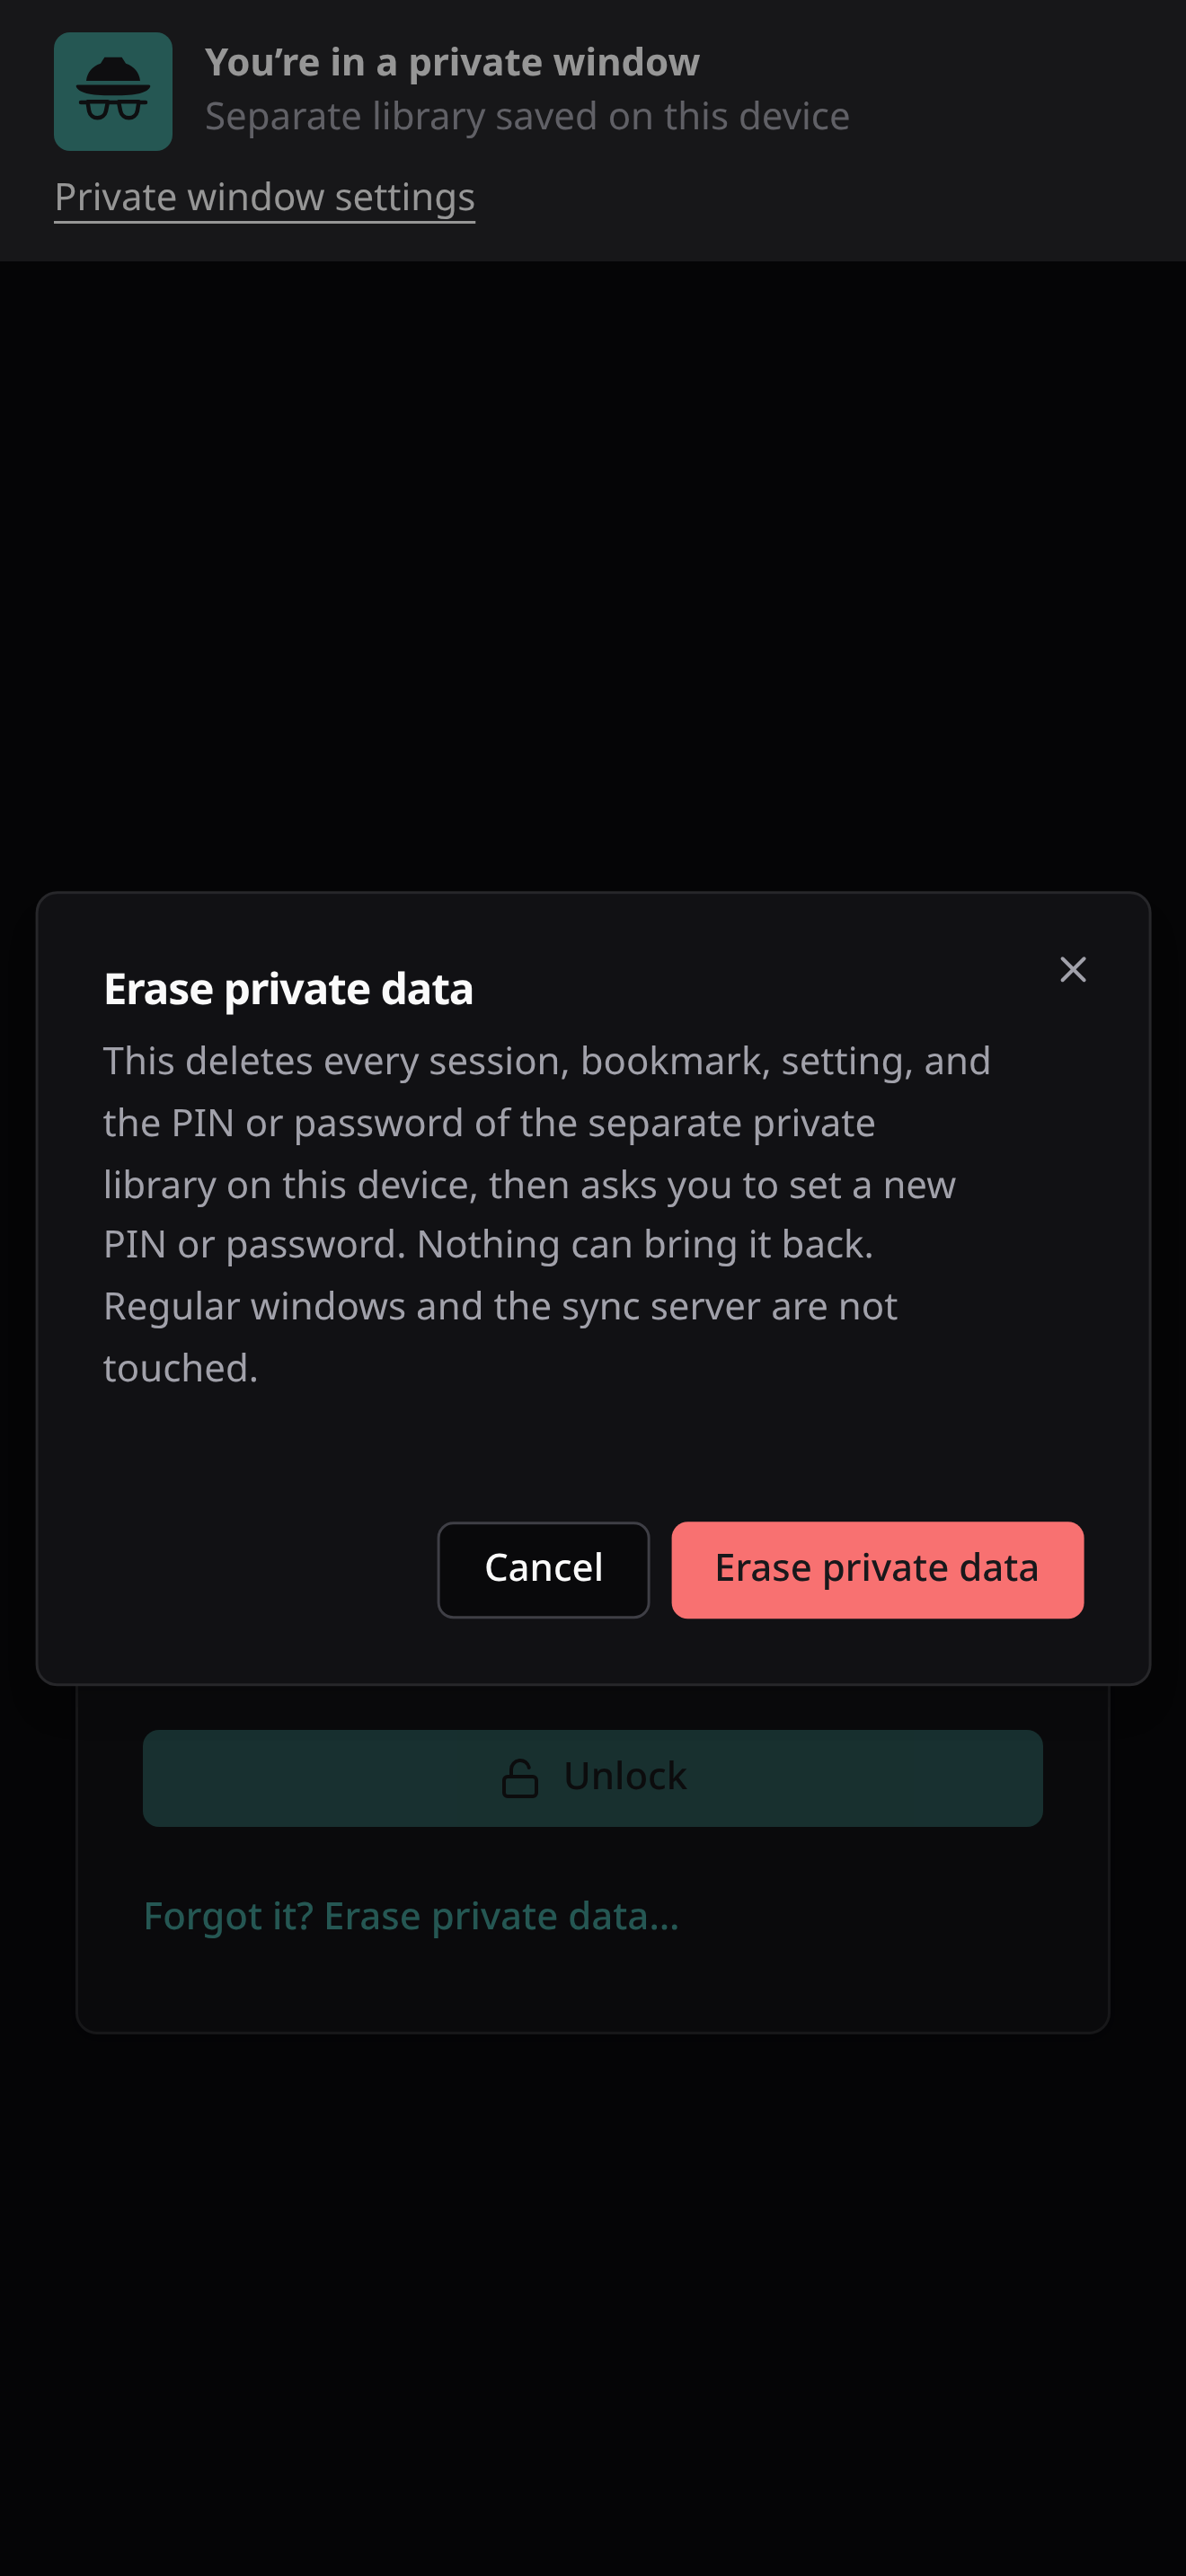 You’re in a private window
Separate library saved on this device
Private window settings
Erase private data
This deletes every session, bookmark, setting, and
the PIN or password of the separate private
library on this device, then asks you to set a new
PIN or password. Nothing can bring it back.
Regular windows and the sync server are not
touched.
Cancel
Erase private data
Unlock
Forgot it? Erase private data…